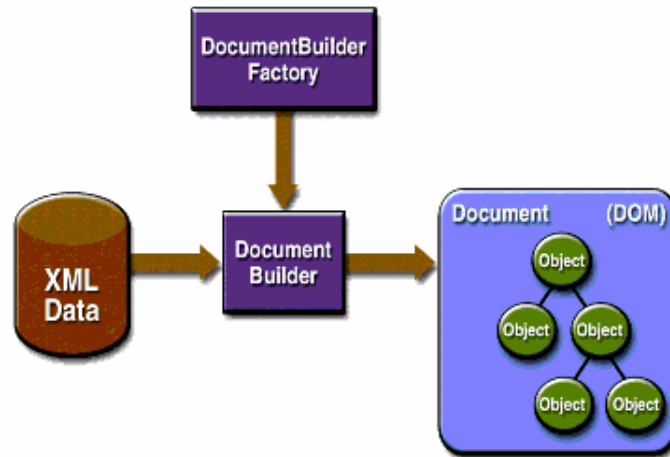 DocumentBuilder
Factory
XML
Data
Document
Builder
Document (DOM)
Object
Object Object
Object Object